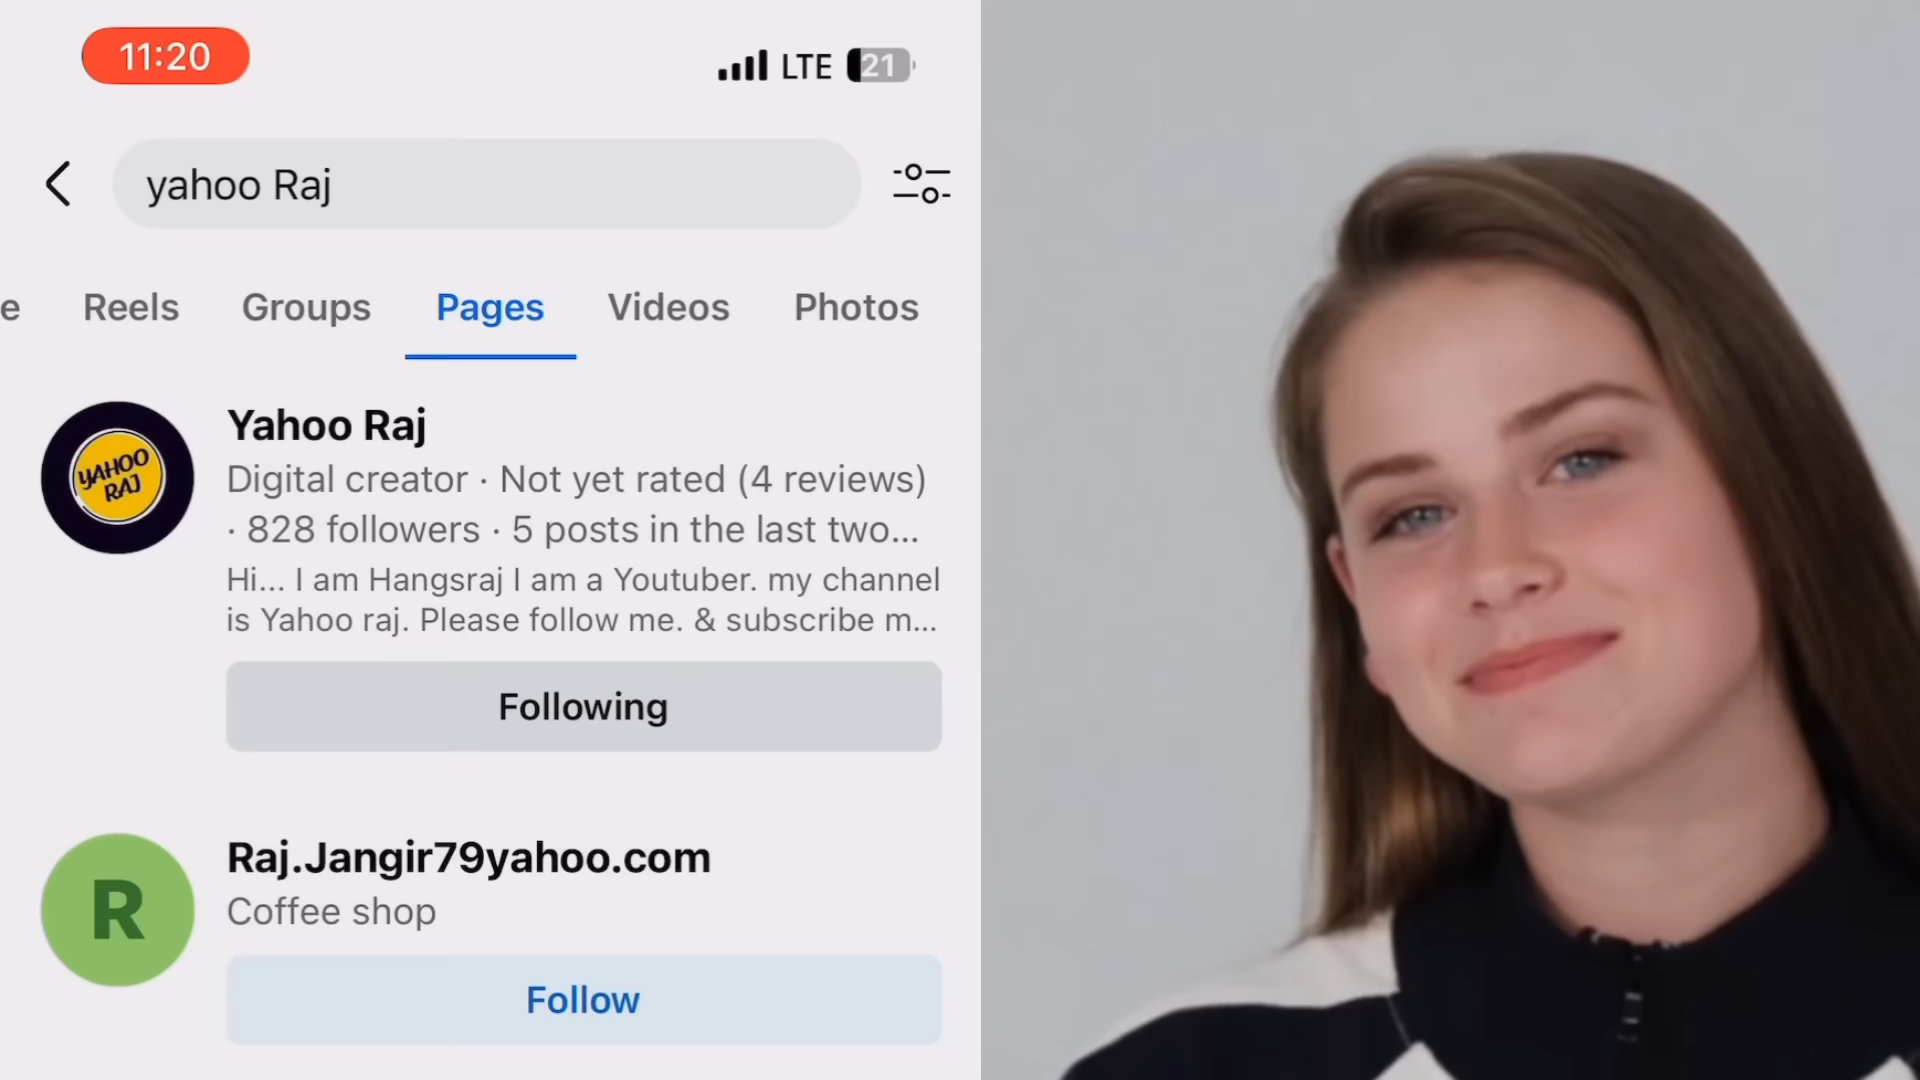 11:20
LTE 21
yahoo Raj
e Reels Groups Pages Videos Photos
YAHOO
RAJ
Yahoo Raj
Digital creator · Not yet rated (4 reviews)
· 828 followers · 5 posts in the last two...
Hi... I am Hangsraj I am a Youtuber. my channel
is Yahoo raj. Please follow me. & subscribe m...
Following
R
Raj.Jangir79yahoo.com
Coffee shop
Follow